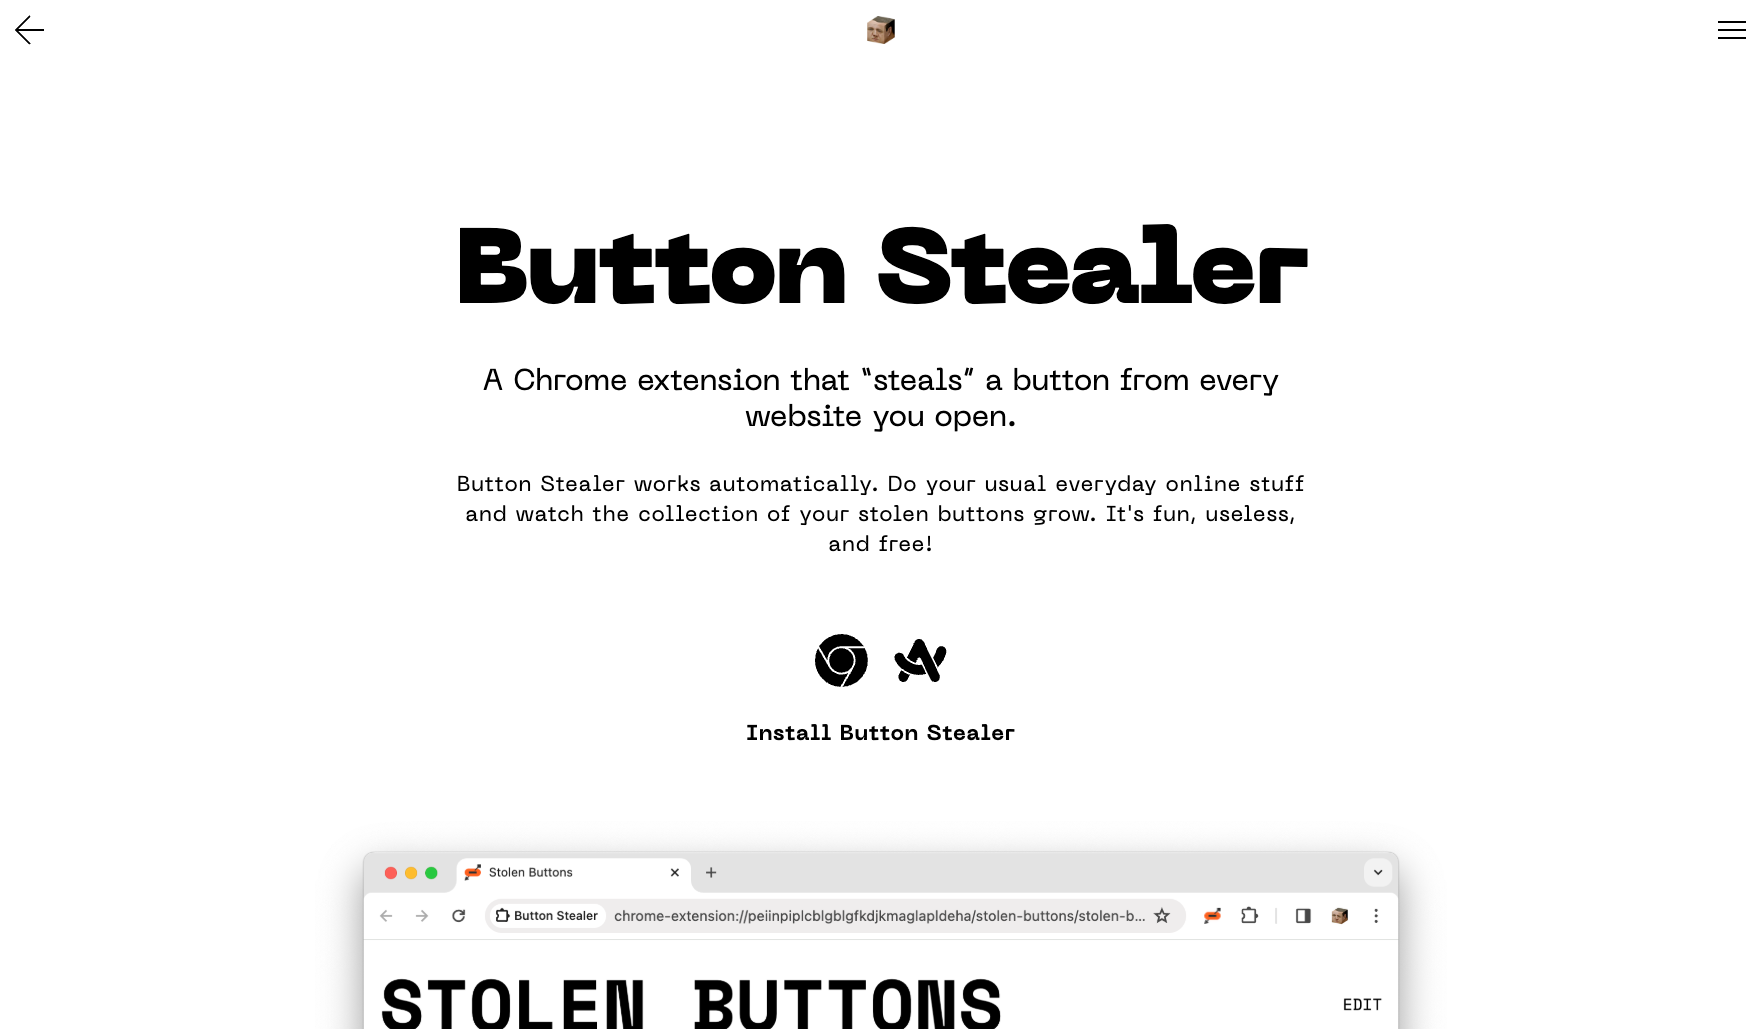 Button Stealer
A Chrome extension that “steals” a button from every
website you open.
Button Stealer works automatically. Do your usual everyday online stuff
and watch the collection of your stolen buttons grow. It's fun, useless,
and free!
Install Button Stealer
Stolen Buttons
Button Stealer chrome-extension://peiinpiplcblgblgfkdjkmaglapldeha/stolen-buttons/stolen-b...
STOLEN BUTTONS
EDIT